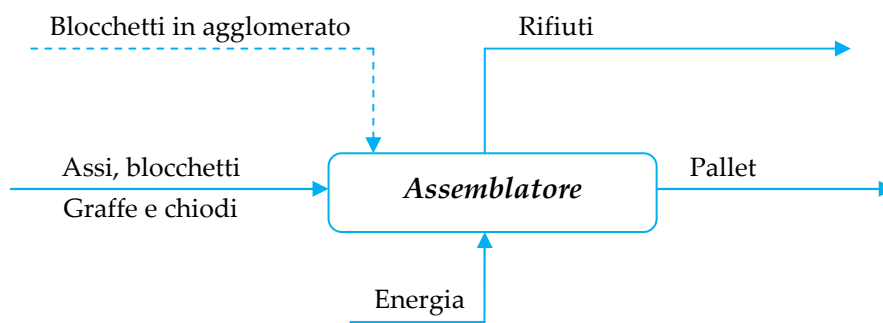 Blocchetti in agglomerato
Rifiuti
Assi, blocchetti
Graffe e chiodi
Assemblatore
Pallet
Energia